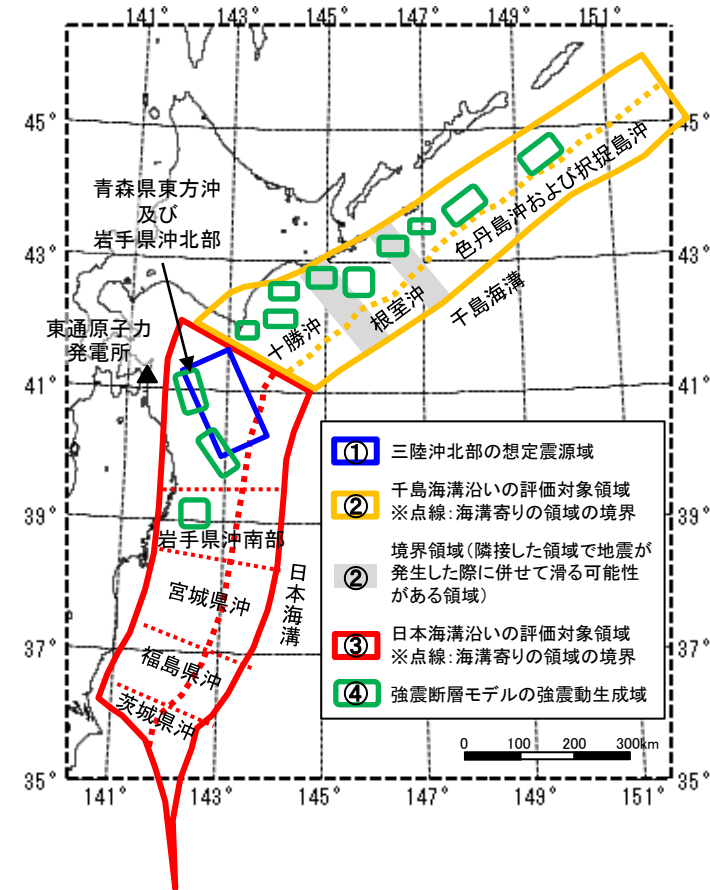 141°
143°
145°
147°
149°
151°
45°
45°
青森県東方沖
及び
岩手県沖北部
43°
43°
色丹島沖および択捉島沖
千島海溝
根室沖
十勝沖
東通原子力
発電所
41°
41°
① 三陸沖北部の想定震源域
② 千島海溝沿いの評価対象領域
※点線:海溝寄りの領域の境界
② 境界領域(隣接した領域で地震が
発生した際に併せて滑る可能性
がある領域)
③ 日本海溝沿いの評価対象領域
※点線:海溝寄りの領域の境界
④ 強震断層モデルの強震動生成域
39°
39°
岩手県沖南部
日本海溝
宮城県沖
37°
37°
福島県沖
茨城県沖
0 100 200 300km
35°
35°
141°
143°
145°
147°
149°
151°